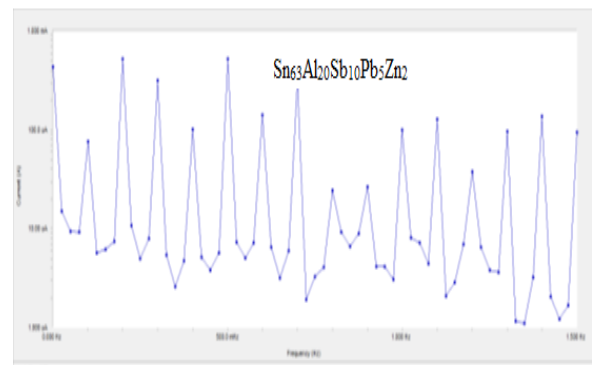 1.000 mA
Sn₆₃Al₂₀Sb₁₀Pb₅Zn₂
100.0 µA
Current (A)
10.00 µA
1.000 µA
0.000 Hz
500.0 mHz
1.000 Hz
1.500 Hz
Frequency (Hz)